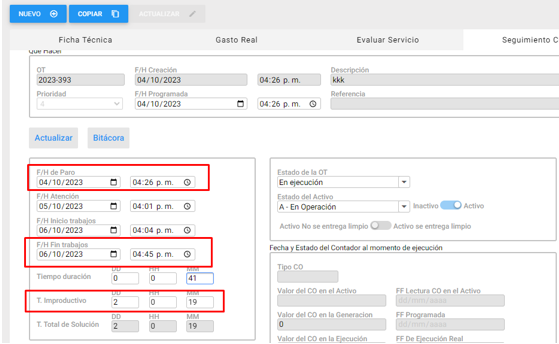 NUEVO COPIAR ACTUALIZAR
Ficha Técnica Gasto Real Evaluar Servicio Seguimiento C
Que Hacer
OT F/H Creación Descripción
2023-393 04/10/2023 04:26 p. m. kkk
Prioridad F/H Programada Referencia
4 04/10/2023 04:26 p. m.
Actualizar Bitácora
F/H de Paro
04/10/2023 04:26 p. m.
F/H Atención
05/10/2023 04:01 p. m.
F/H Inicio trabajos
06/10/2023 04:04 p. m.
F/H Fin trabajos
06/10/2023 04:45 p. m.
DD HH MM
Tiempo duración 0 0 41
DD HH MM
T. Improductivo 2 0 19
DD HH MM
T. Total de Solución 2 0 19
Estado de la OT
En ejecución
Estado del Activo
A - En Operación Inactivo Activo
Activo No se entrega limpio Activo se entrega limpio
Fecha y Estado del Contador al momento de ejecución
Tipo CO
Valor del CO en el Activo FF Lectura CO en el Activo
dd/mm/aaaa
Valor del CO en la Generacion FF Programada
0 dd/mm/aaaa
Valor del CO en la Ejecución FF De Ejecución Real